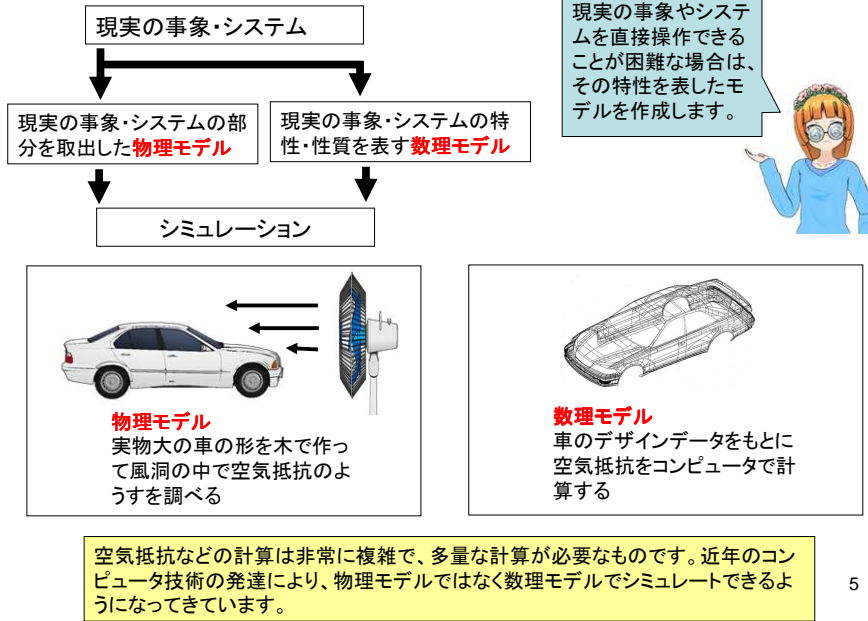 現実の事象・システム
現実の事象やシステ
ムを直接操作できる
ことが困難な場合は、
その特性を表したモ
デルを作成します。
現実の事象・システムの部
分を取出した物理モデル
現実の事象・システムの特
性・性質を表す数理モデル
シミュレーション
物理モデル
実物大の車の形を木で作っ
て風洞の中で空気抵抗のよ
うすを調べる
数理モデル
車のデザインデータをもとに
空気抵抗をコンピュータで計
算する
空気抵抗などの計算は非常に複雑で、多量な計算が必要なものです。近年のコン
ピュータ技術の発達により、物理モデルではなく数理モデルでシミュレートできるよ
うになってきています。
5